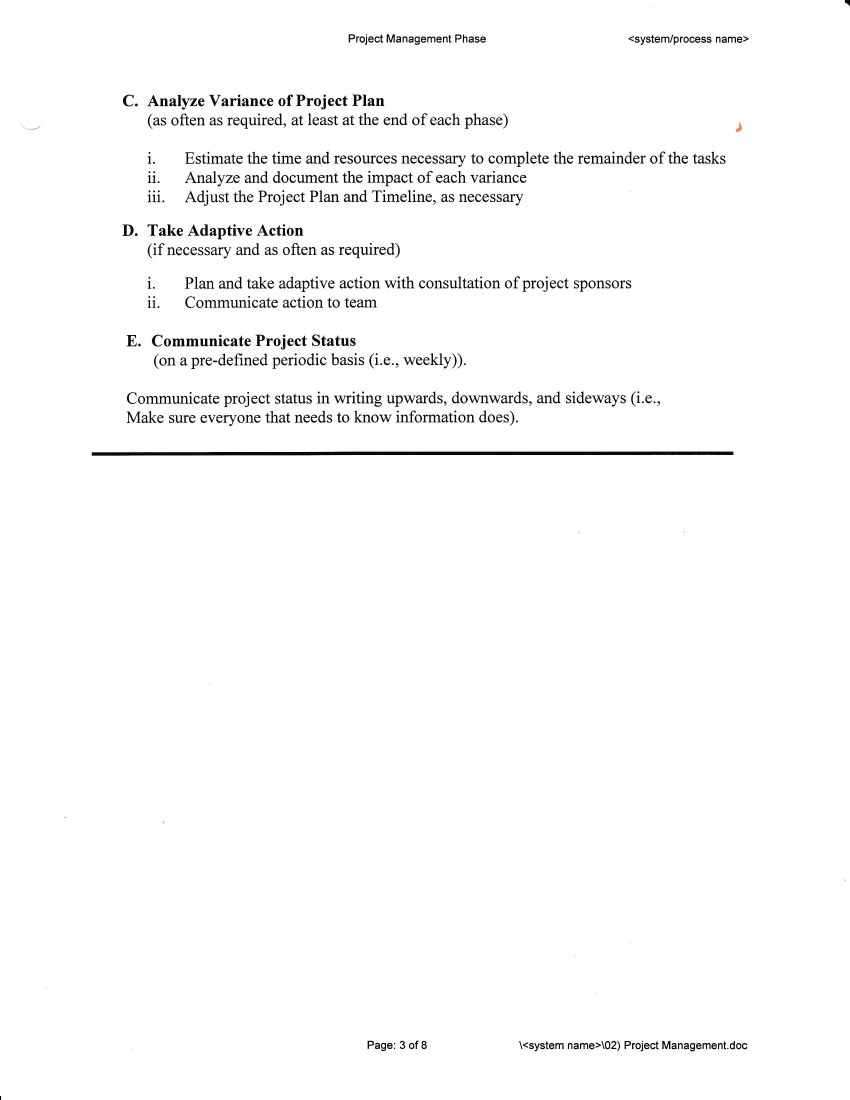 Project Management Phase <system/process name>
C. Analyze Variance of Project Plan
(as often as required, at least at the end of each phase)
i. Estimate the time and resources necessary to complete the remainder of the tasks
ii. Analyze and document the impact of each variance
iii. Adjust the Project Plan and Timeline, as necessary
D. Take Adaptive Action
(if necessary and as often as required)
i. Plan and take adaptive action with consultation of project sponsors
ii. Communicate action to team
E. Communicate Project Status
(on a pre-defined periodic basis (i.e., weekly)).
Communicate project status in writing upwards, downwards, and sideways (i.e.,
Make sure everyone that needs to know information does).
Page: 3 of 8 \<system name>\02) Project Management.doc